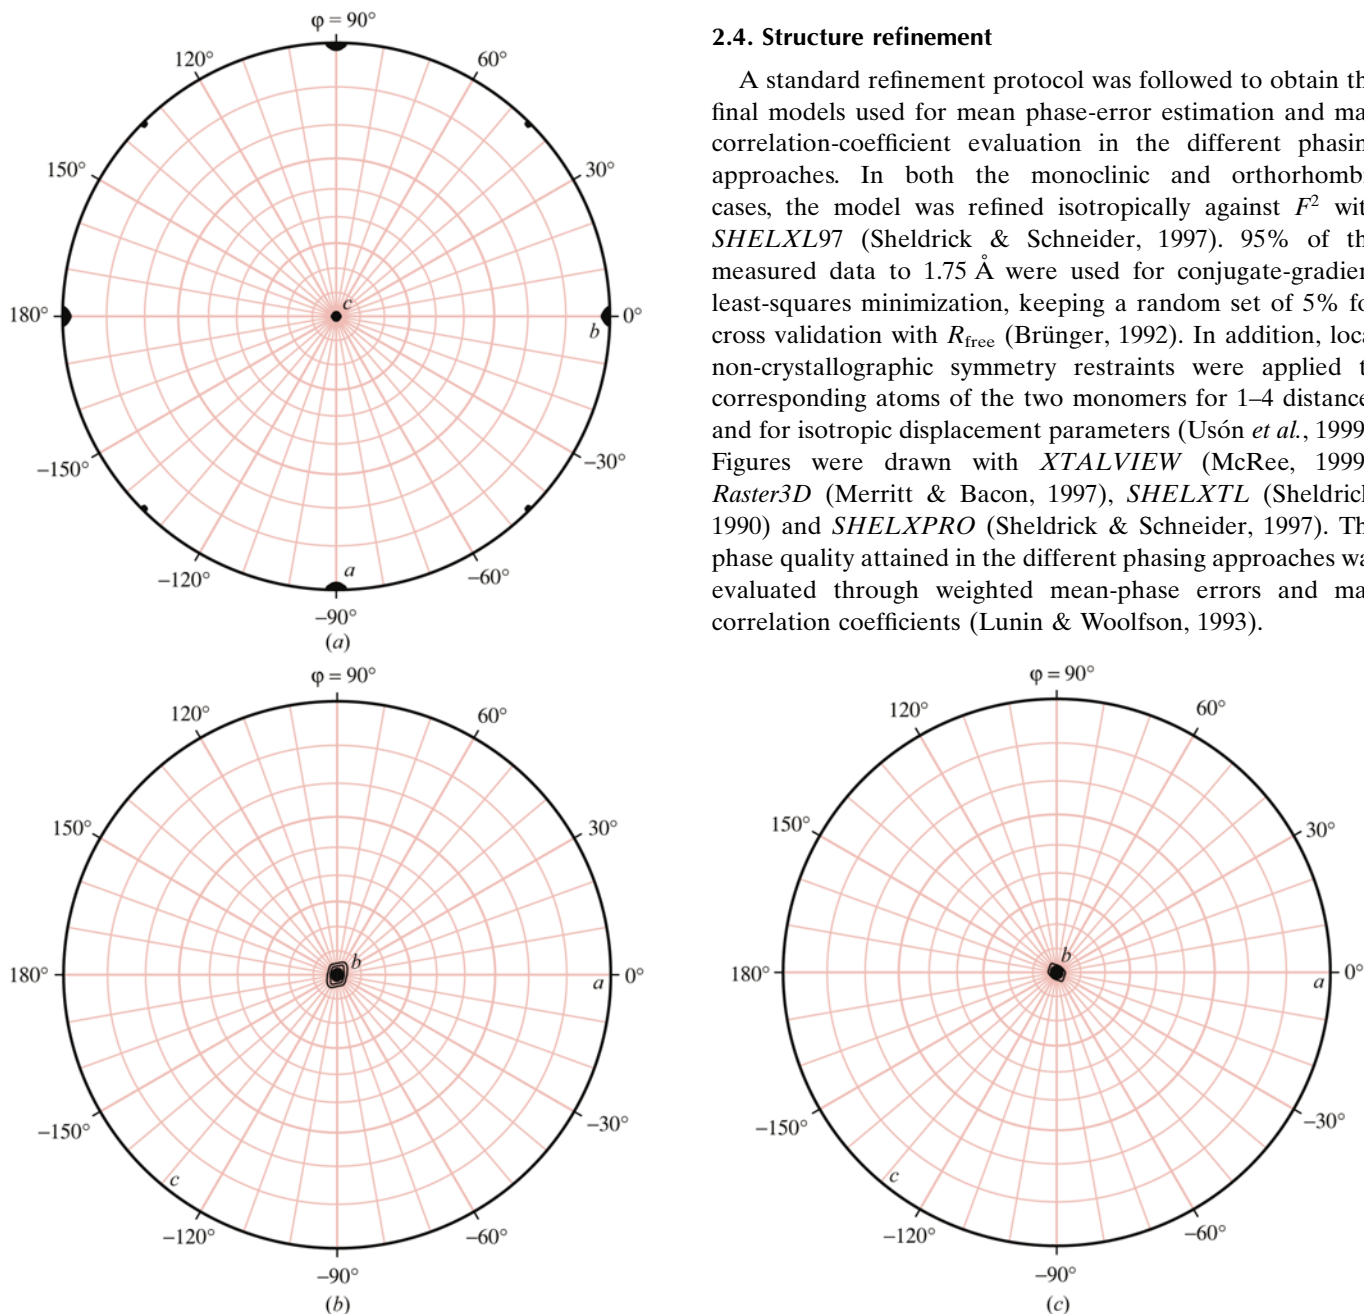 φ = 90°
120°
60°
150°
30°
180°
c
b
0°
−150°
−30°
a
−120°
−60°
−90°
(a)
2.4. Structure refinement
A standard refinement protocol was followed to obtain th
final models used for mean phase-error estimation and ma
correlation-coefficient evaluation in the different phasin
approaches. In both the monoclinic and orthorhombi
cases, the model was refined isotropically against F² wit
SHELXL97 (Sheldrick & Schneider, 1997). 95% of th
measured data to 1.75 Å were used for conjugate-gradien
least-squares minimization, keeping a random set of 5% fo
cross validation with Rfree (Brünger, 1992). In addition, loca
non-crystallographic symmetry restraints were applied t
corresponding atoms of the two monomers for 1–4 distance
and for isotropic displacement parameters (Usón et al., 1999
Figures were drawn with XTALVIEW (McRee, 1999
Raster3D (Merritt & Bacon, 1997), SHELXTL (Sheldrick
1990) and SHELXPRO (Sheldrick & Schneider, 1997). Th
phase quality attained in the different phasing approaches wa
evaluated through weighted mean-phase errors and ma
correlation coefficients (Lunin & Woolfson, 1993).
φ = 90°
120°
60°
150°
30°
180°
b
a
0°
−150°
−30°
c
−120°
−60°
−90°
(b)
φ = 90°
120°
60°
150°
30°
180°
b
a
0°
−150°
−30°
c
−120°
−60°
−90°
(c)